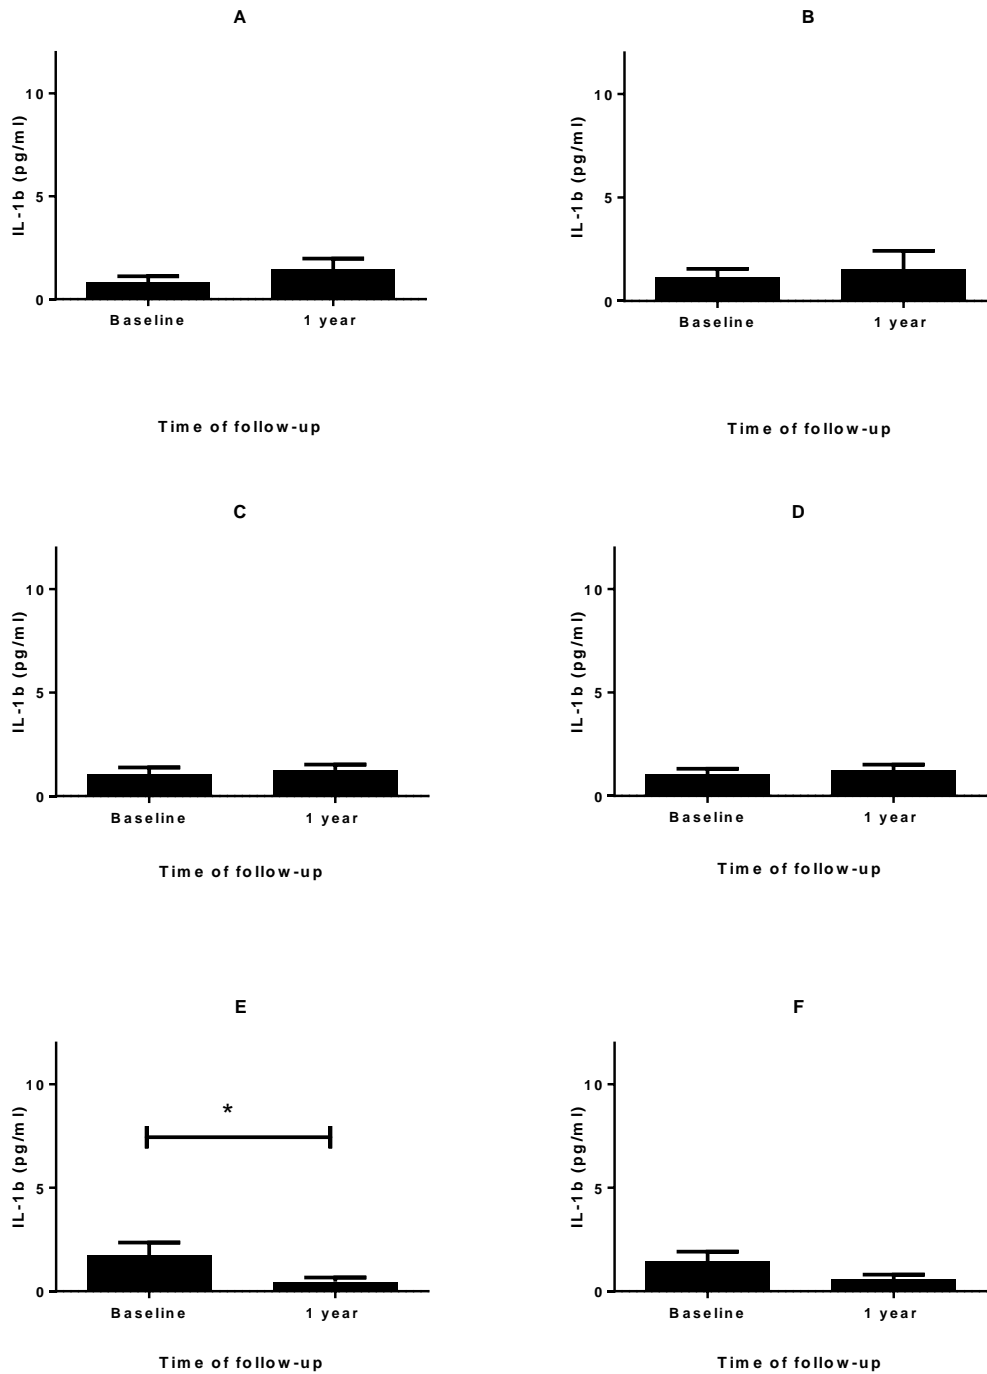 A
IL-1b (pg/ml)
10
5
0
Baseline 1 year
Time of follow-up
B
IL-1b (pg/ml)
10
5
0
Baseline 1 year
Time of follow-up
C
IL-1b (pg/ml)
10
5
0
Baseline 1 year
Time of follow-up
D
IL-1b (pg/ml)
10
5
0
Baseline 1 year
Time of follow-up
E
IL-1b (pg/ml)
10
*
5
0
Baseline 1 year
Time of follow-up
F
IL-1b (pg/ml)
10
5
0
Baseline 1 year
Time of follow-up